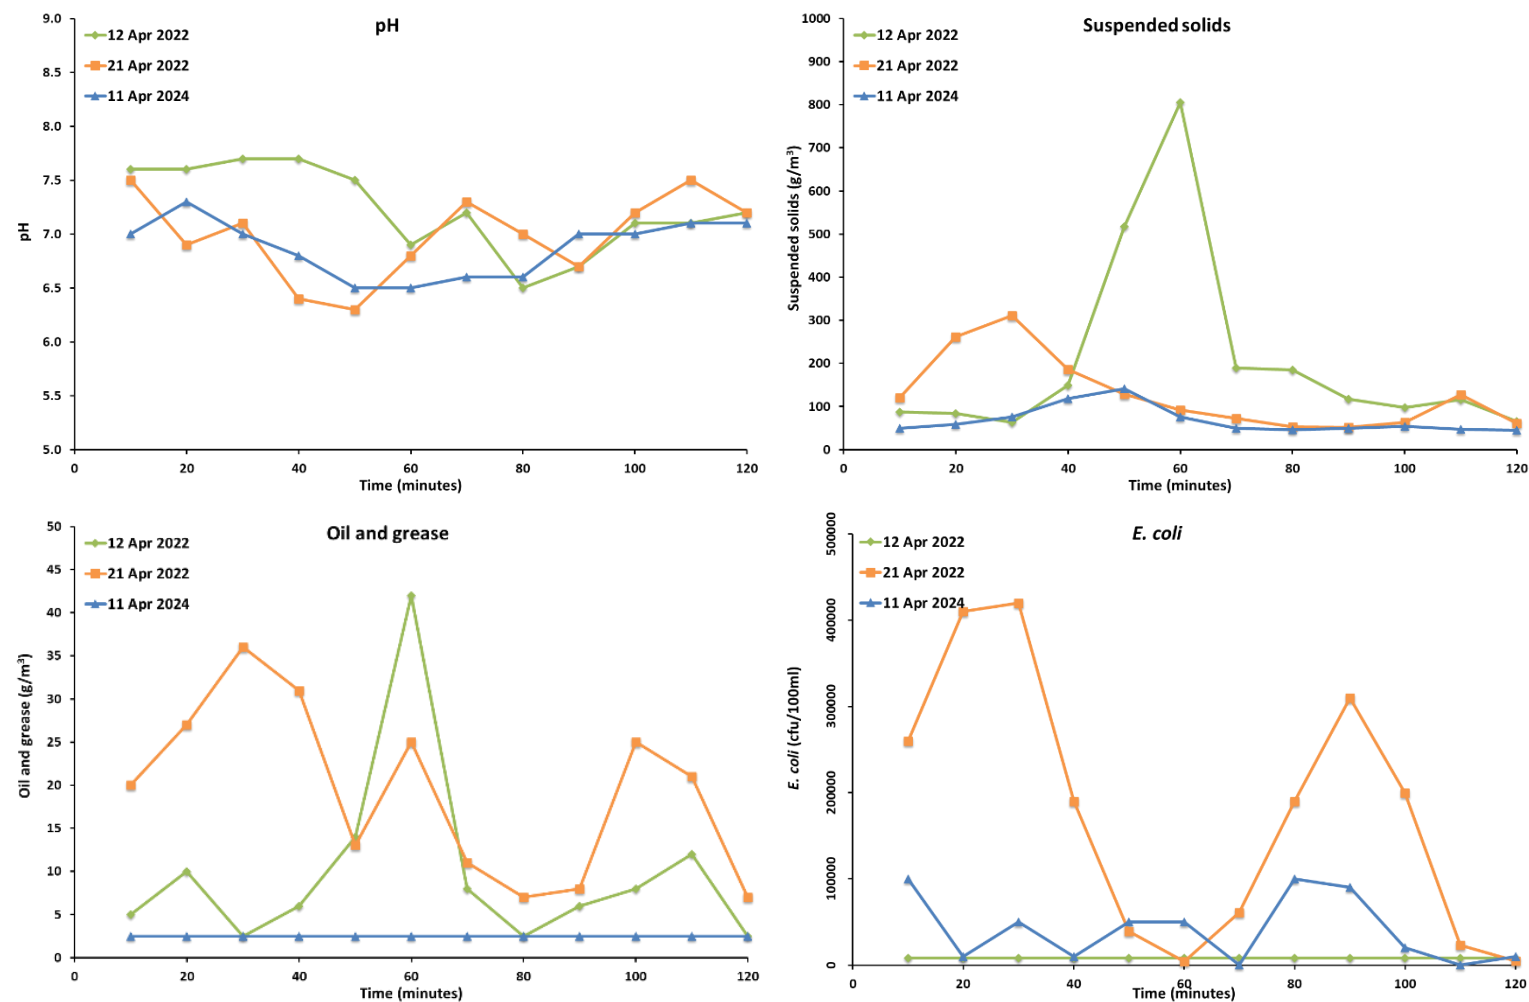 pH
9.0
8.5
8.0
7.5
7.0
6.5
6.0
5.5
5.0
pH
12 Apr 2022
21 Apr 2022
11 Apr 2024
0 20 40 60 80 100 120
Time (minutes)
Suspended solids
1000
900
800
700
600
500
400
300
200
100
0
Suspended solids (g/m³)
12 Apr 2022
21 Apr 2022
11 Apr 2024
0 20 40 60 80 100 120
Time (minutes)
Oil and grease
50
45
40
35
30
25
20
15
10
5
0
Oil and grease (g/m³)
12 Apr 2022
21 Apr 2022
11 Apr 2024
0 20 40 60 80 100 120
Time (minutes)
E. coli
500000
400000
300000
200000
100000
0
E. coli (cfu/100ml)
12 Apr 2022
21 Apr 2022
11 Apr 2024
0 20 40 60 80 100 120
Time (minutes)